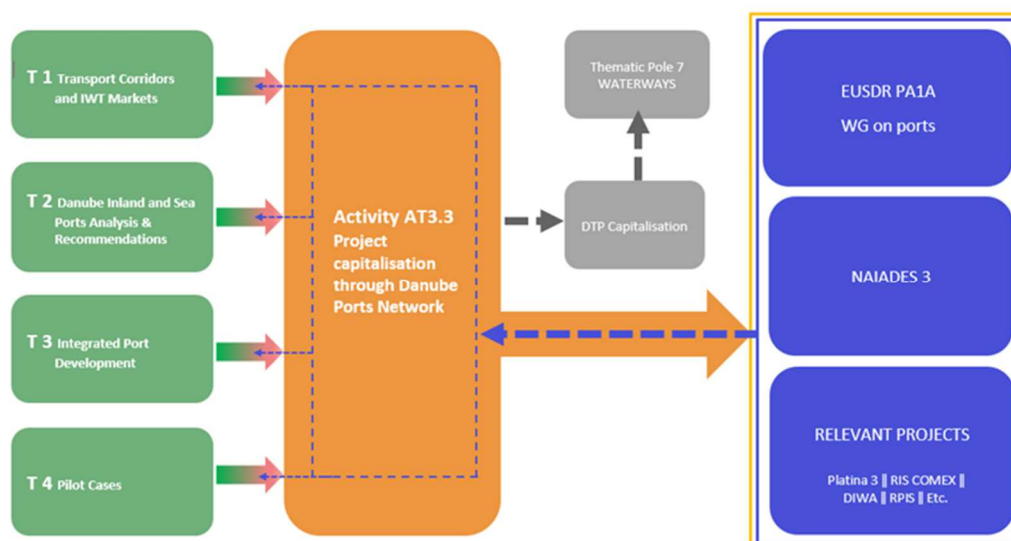 T 1 Transport Corridors
and IWT Markets
T 2 Danube Inland and Sea
Ports Analysis &
Recommendations
T 3 Integrated Port
Development
T 4 Pilot Cases
Activity AT3.3
Project
capitalisation
through Danube
Ports Network
Thematic Pole 7
WATERWAYS
DTP Capitalisation
EUSDR PA1A
WG on ports
NAIADES 3
RELEVANT PROJECTS
Platina 3 ‖ RIS COMEX ‖
DIWA ‖ RPIS ‖ Etc.